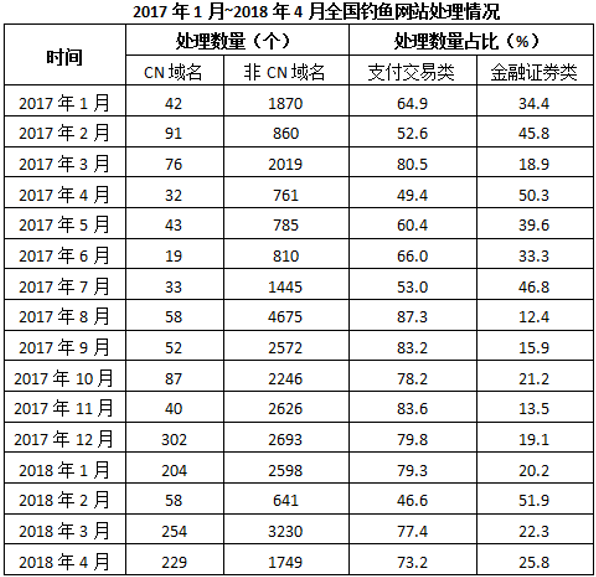 2017 年 1 月~2018 年 4 月全国钓鱼网站处理情况
时间 处理数量（个） 处理数量占比（%）
CN 域名 非 CN 域名 支付交易类 金融证券类
2017 年 1 月 42 1870 64.9 34.4
2017 年 2 月 91 860 52.6 45.8
2017 年 3 月 76 2019 80.5 18.9
2017 年 4 月 32 761 49.4 50.3
2017 年 5 月 43 785 60.4 39.6
2017 年 6 月 19 810 66.0 33.3
2017 年 7 月 33 1445 53.0 46.8
2017 年 8 月 58 4675 87.3 12.4
2017 年 9 月 52 2572 83.2 15.9
2017 年 10 月 87 2246 78.2 21.2
2017 年 11 月 40 2626 83.6 13.5
2017 年 12 月 302 2693 79.8 19.1
2018 年 1 月 204 2598 79.3 20.2
2018 年 2 月 58 641 46.6 51.9
2018 年 3 月 254 3230 77.4 22.3
2018 年 4 月 229 1749 73.2 25.8